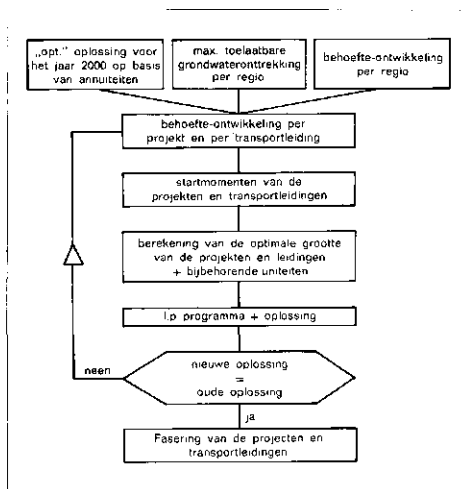 „opt." oplossing voor
het jaar 2000 op basis
van annuiteiten
max. toelaatbare
grondwateronttrekking
per regio
behoefte-ontwikkeling
per regio
behoefte-ontwikkeling per
projekt en per transportleiding
startmomenten van de
projekten en transportleidingen
berekening van de optimale grootte
van de projekten en leidingen
+ bijbehorende uniteiten
l.p programma + oplossing
nieuwe oplossing
=
oude oplossing
neen
ja
Fasering van de projecten en
transportleidingen